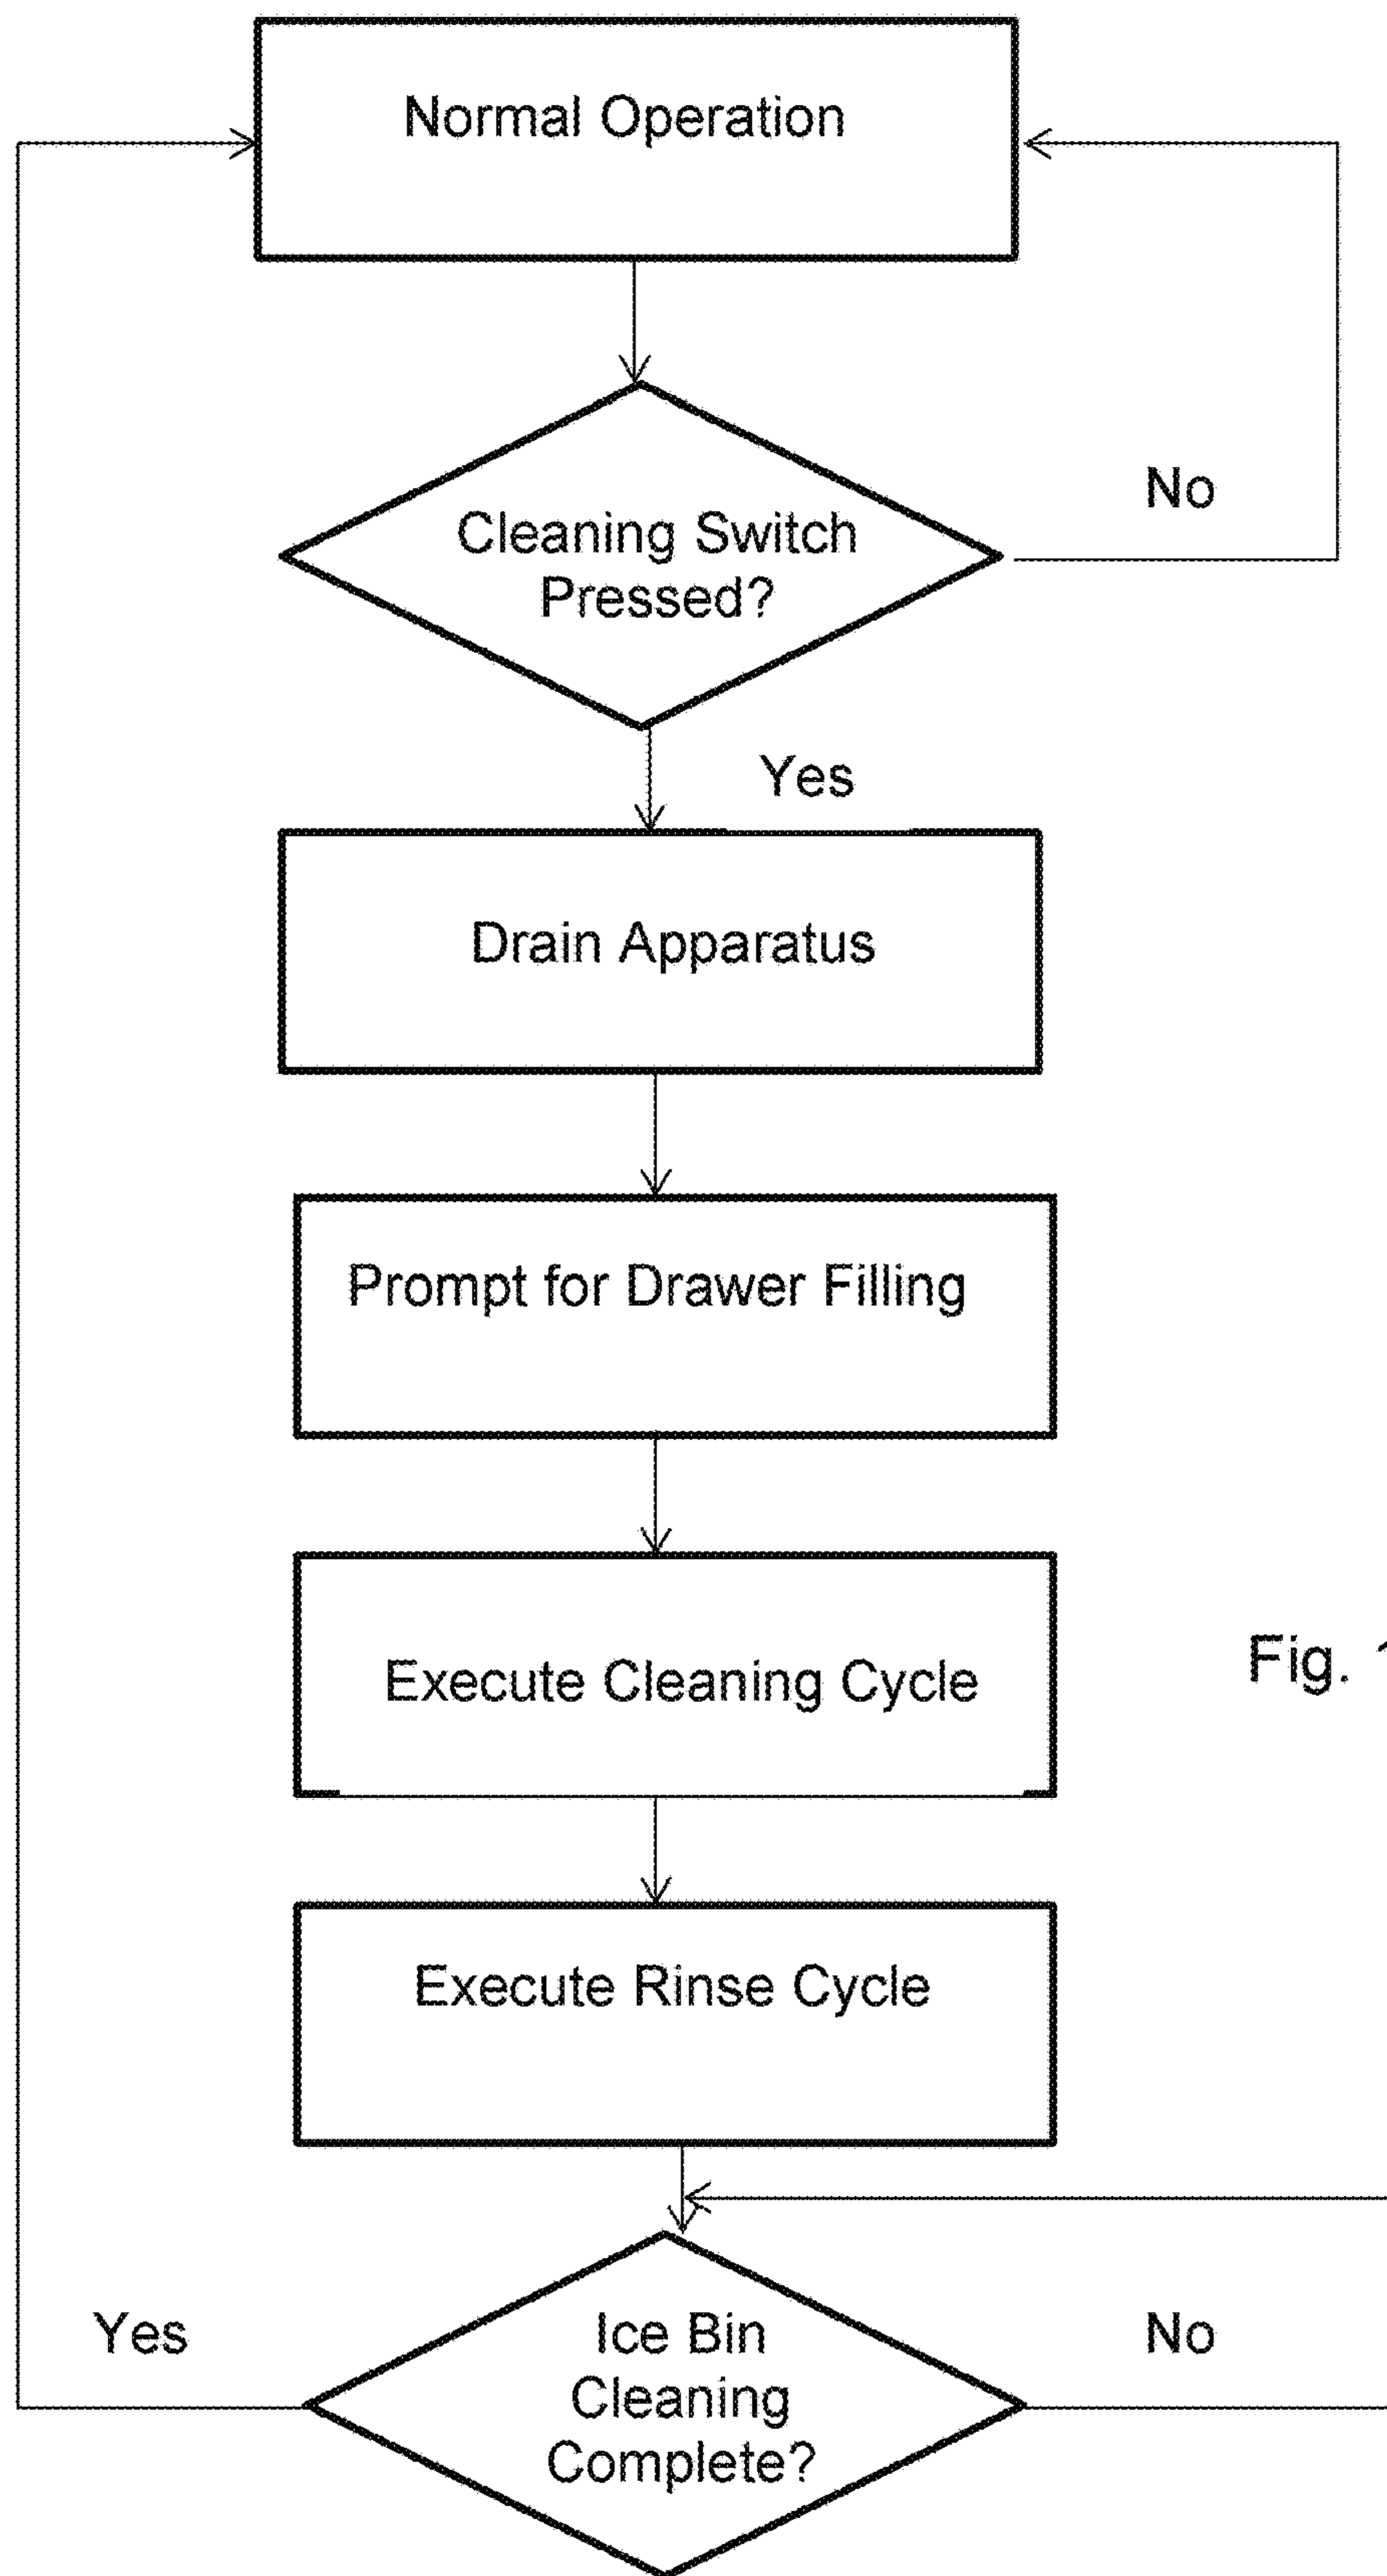 Normal Operation
No
Cleaning Switch
Pressed?
Yes
Drain Apparatus
Prompt for Drawer Filling
Execute Cleaning Cycle
Fig.
Execute Rinse Cycle
Yes
Ice Bin
No
Cleaning
Complete?